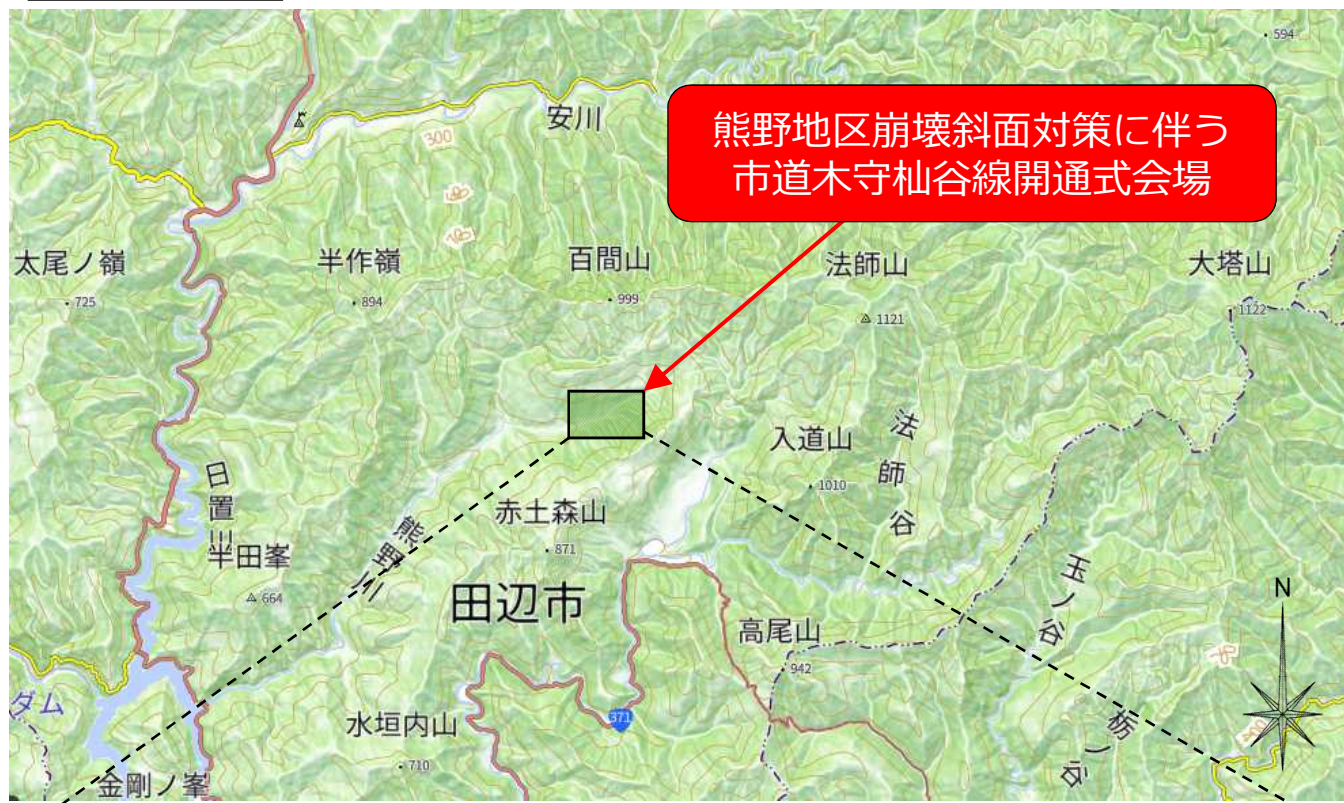 594
安川
300
熊野地区崩壊斜面対策に伴う
市道木守杣谷線開通式会場
太尾ノ嶺
725
半作嶺
894
百間山
999
法師山
1121
大塔山
1122
入道山
1010
法師谷
日置川
半田峯
664
熊野川
赤土森山
871
田辺市
玉ノ谷
N
高尾山
942
ダム
水垣内山
710
371
栃ノ谷
金剛ノ峯